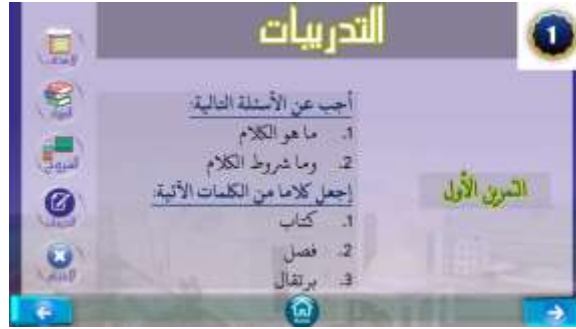 التدريبات
1
أجب عن الأسئلة التالية:
1. ما هو الكلام
2. وما شروط الكلام
إجعل كلاما من الكلمات الآتية:
1. كتاب
2. فصل
3. برتقال
التمرين الأول